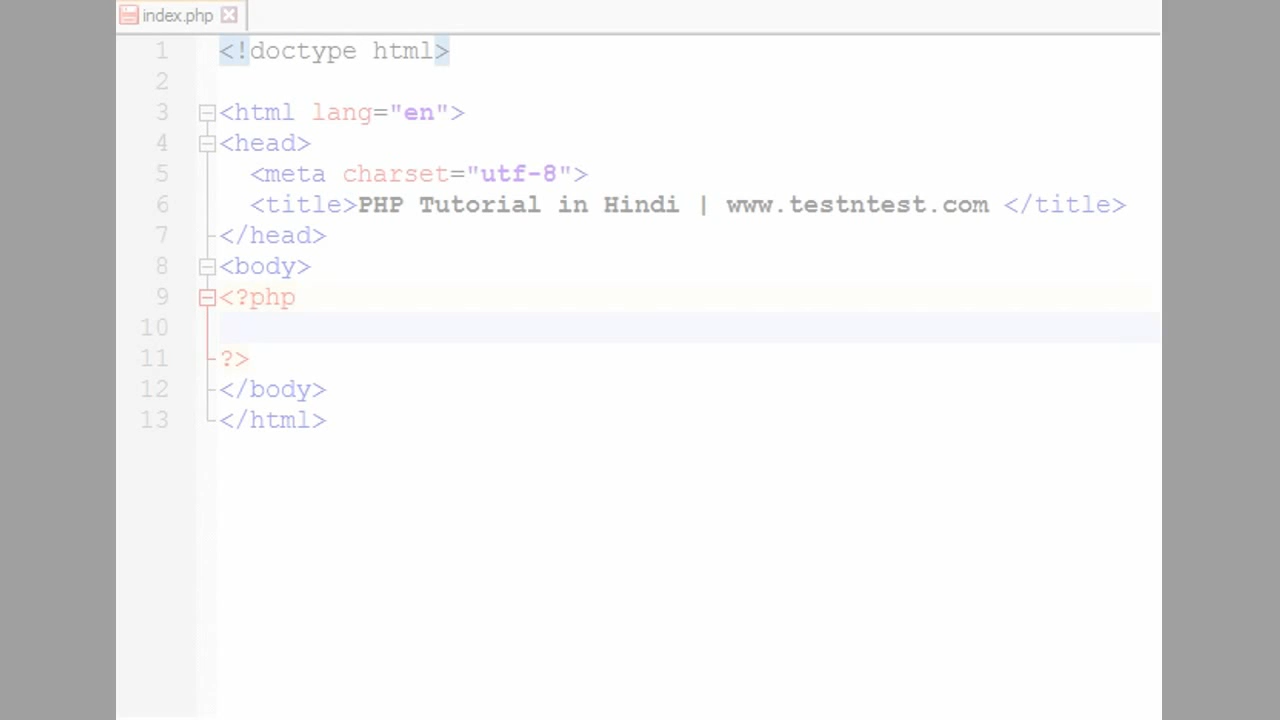 index.php
1 <!doctype html>
2
3 <html lang="en">
4 <head>
5 <meta charset="utf-8">
6 <title>PHP Tutorial in Hindi | www.testntest.com </title>
7 </head>
8 <body>
9 <?php
10
11 ?>
12 </body>
13 </html>